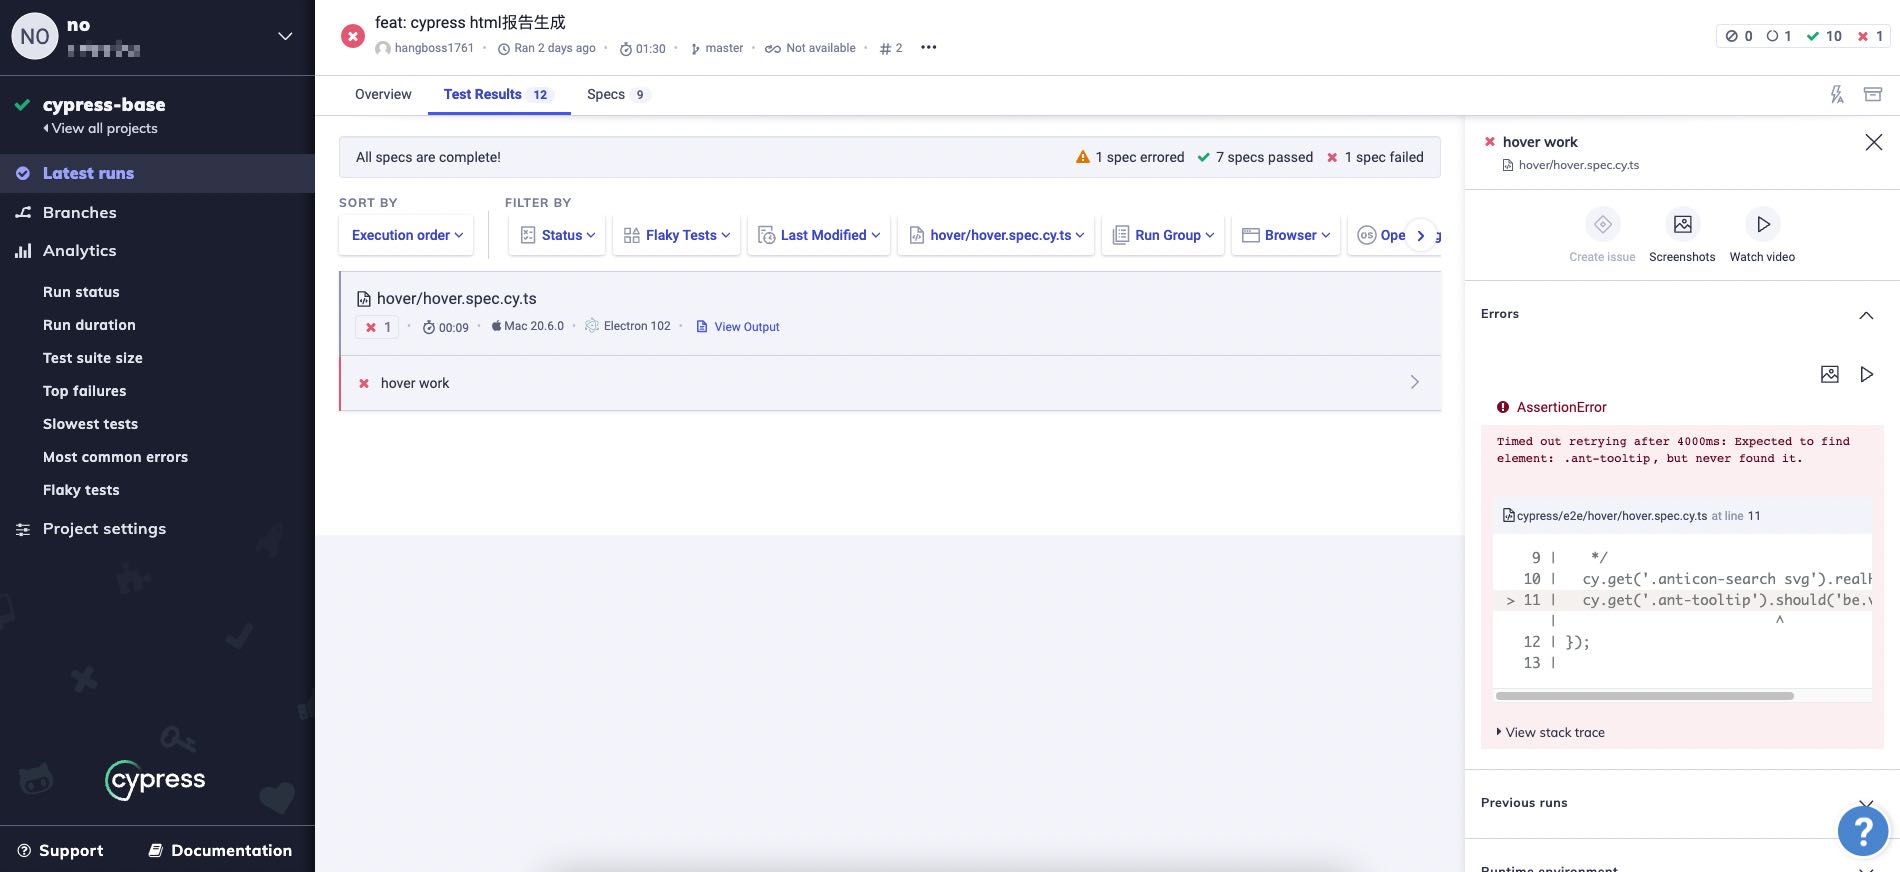 NO
no
cypress-base
View all projects
Latest runs
Branches
Analytics
Run status
Run duration
Test suite size
Top failures
Slowest tests
Most common errors
Flaky tests
Project settings
cypress
Support
Documentation
feat: cypress html报告生成
hangboss1761 · Ran 2 days ago · 01:30 · master · Not available · # 2 •••
0 1 10 1
Overview
Test Results 12
Specs 9
All specs are complete!
1 spec errored 7 specs passed 1 spec failed
SORT BY
FILTER BY
Execution order
Status
Flaky Tests
Last Modified
hover/hover.spec.cy.ts
Run Group
Browser
OS Ope
hover/hover.spec.cy.ts
1 · 00:09 · Mac 20.6.0 · Electron 102 · View Output
hover work
hover work
hover/hover.spec.cy.ts
Create issue
Screenshots
Watch video
Errors
AssertionError
Timed out retrying after 4000ms: Expected to find
element: .ant-tooltip, but never found it.
cypress/e2e/hover/hover.spec.cy.ts at line 11
9 | */
10 | cy.get('.anticon-search svg').realH
> 11 | cy.get('.ant-tooltip').should('be.v
| ^
12 | });
13 |
View stack trace
Previous runs
?
Runtime environment